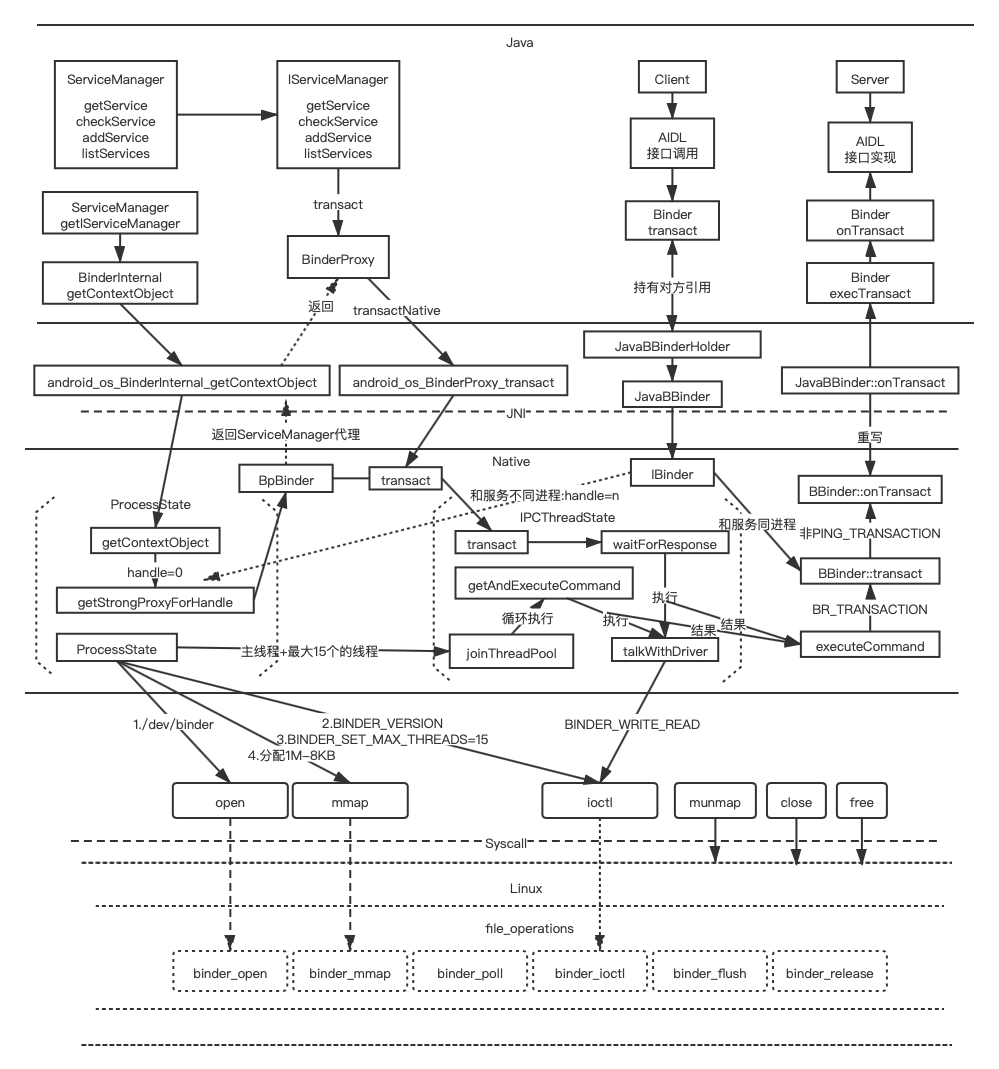 Java
ServiceManager
getService
checkService
addService
listServices
IServiceManager
getService
checkService
addService
listServices
Client
Server
AIDL
接口调用
AIDL
接口实现
transact
ServiceManager
getIServiceManager
Binder
transact
Binder
onTransact
BinderProxy
BinderInternal
getContextObject
Binder
execTransact
持有对方引用
返回
transactNative
JavaBBinderHolder
android_os_BinderInternal_getContextObject
android_os_BinderProxy_transact
JavaBBinder
JavaBBinder::onTransact
JNI
返回ServiceManager代理
重写
Native
BpBinder
transact
IBinder
BBinder::onTransact
和服务不同进程:handle=n
ProcessState
IPCThreadState
和服务同进程
非PING_TRANSACTION
getContextObject
transact
waitForResponse
handle=0
BBinder::transact
getAndExecuteCommand
getStrongProxyForHandle
执行
BR_TRANSACTION
循环执行
执行
结果
结果
ProcessState
主线程+最大15个的线程
joinThreadPool
talkWithDriver
executeCommand
1./dev/binder
2.BINDER_VERSION
3.BINDER_SET_MAX_THREADS=15
4.分配1M-8KB
BINDER_WRITE_READ
open
mmap
ioctl
munmap
close
free
Syscall
Linux
file_operations
binder_open
binder_mmap
binder_poll
binder_ioctl
binder_flush
binder_release